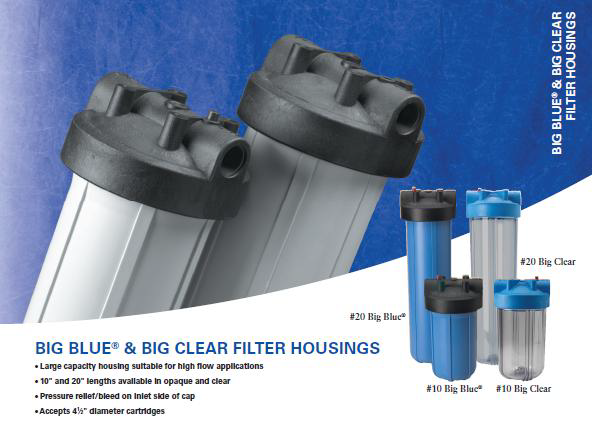 BIG BLUE® & BIG CLEAR
FILTER HOUSINGS
#20 Big Clear
#20 Big Blue®
#10 Big Blue®
#10 Big Clear
BIG BLUE® & BIG CLEAR FILTER HOUSINGS
• Large capacity housing suitable for high flow applications
• 10" and 20" lengths available in opaque and clear
• Pressure relief/bleed on inlet side of cap
• Accepts 4½" diameter cartridges